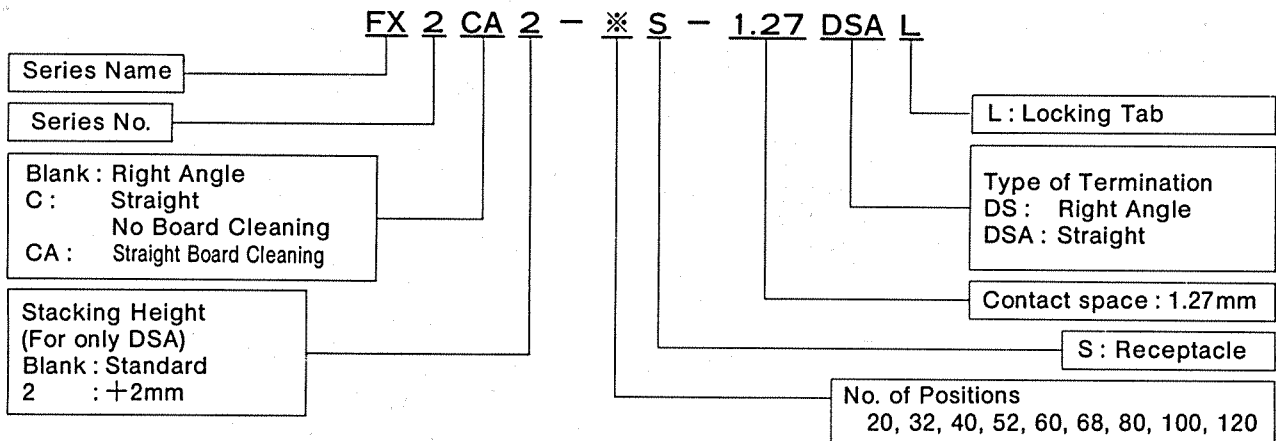 FX 2 CA 2 - ※ S - 1.27 DSA L
Series Name
Series No.
Blank : Right Angle
C : Straight
No Board Cleaning
CA : Straight Board Cleaning
Stacking Height
(For only DSA)
Blank : Standard
2 : +2mm
L : Locking Tab
Type of Termination
DS : Right Angle
DSA : Straight
Contact space : 1.27mm
S : Receptacle
No. of Positions
20, 32, 40, 52, 60, 68, 80, 100, 120